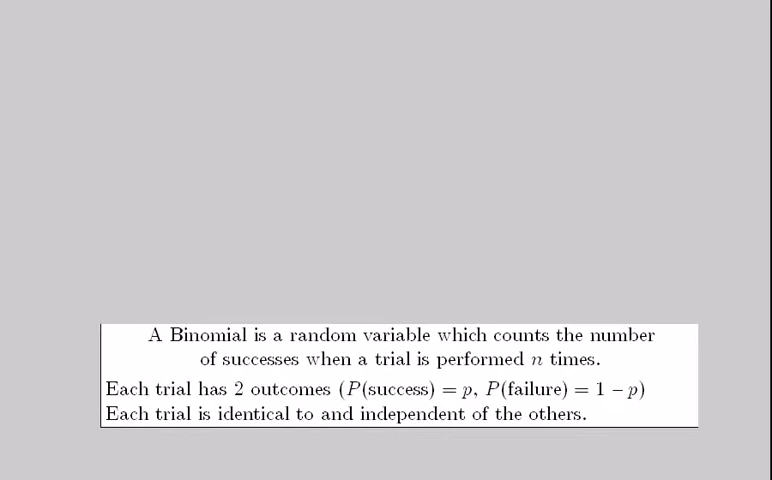 A Binomial is a random variable which counts the number
of successes when a trial is performed n times.
Each trial has 2 outcomes (P(success) = p, P(failure) = 1 − p)
Each trial is identical to and independent of the others.